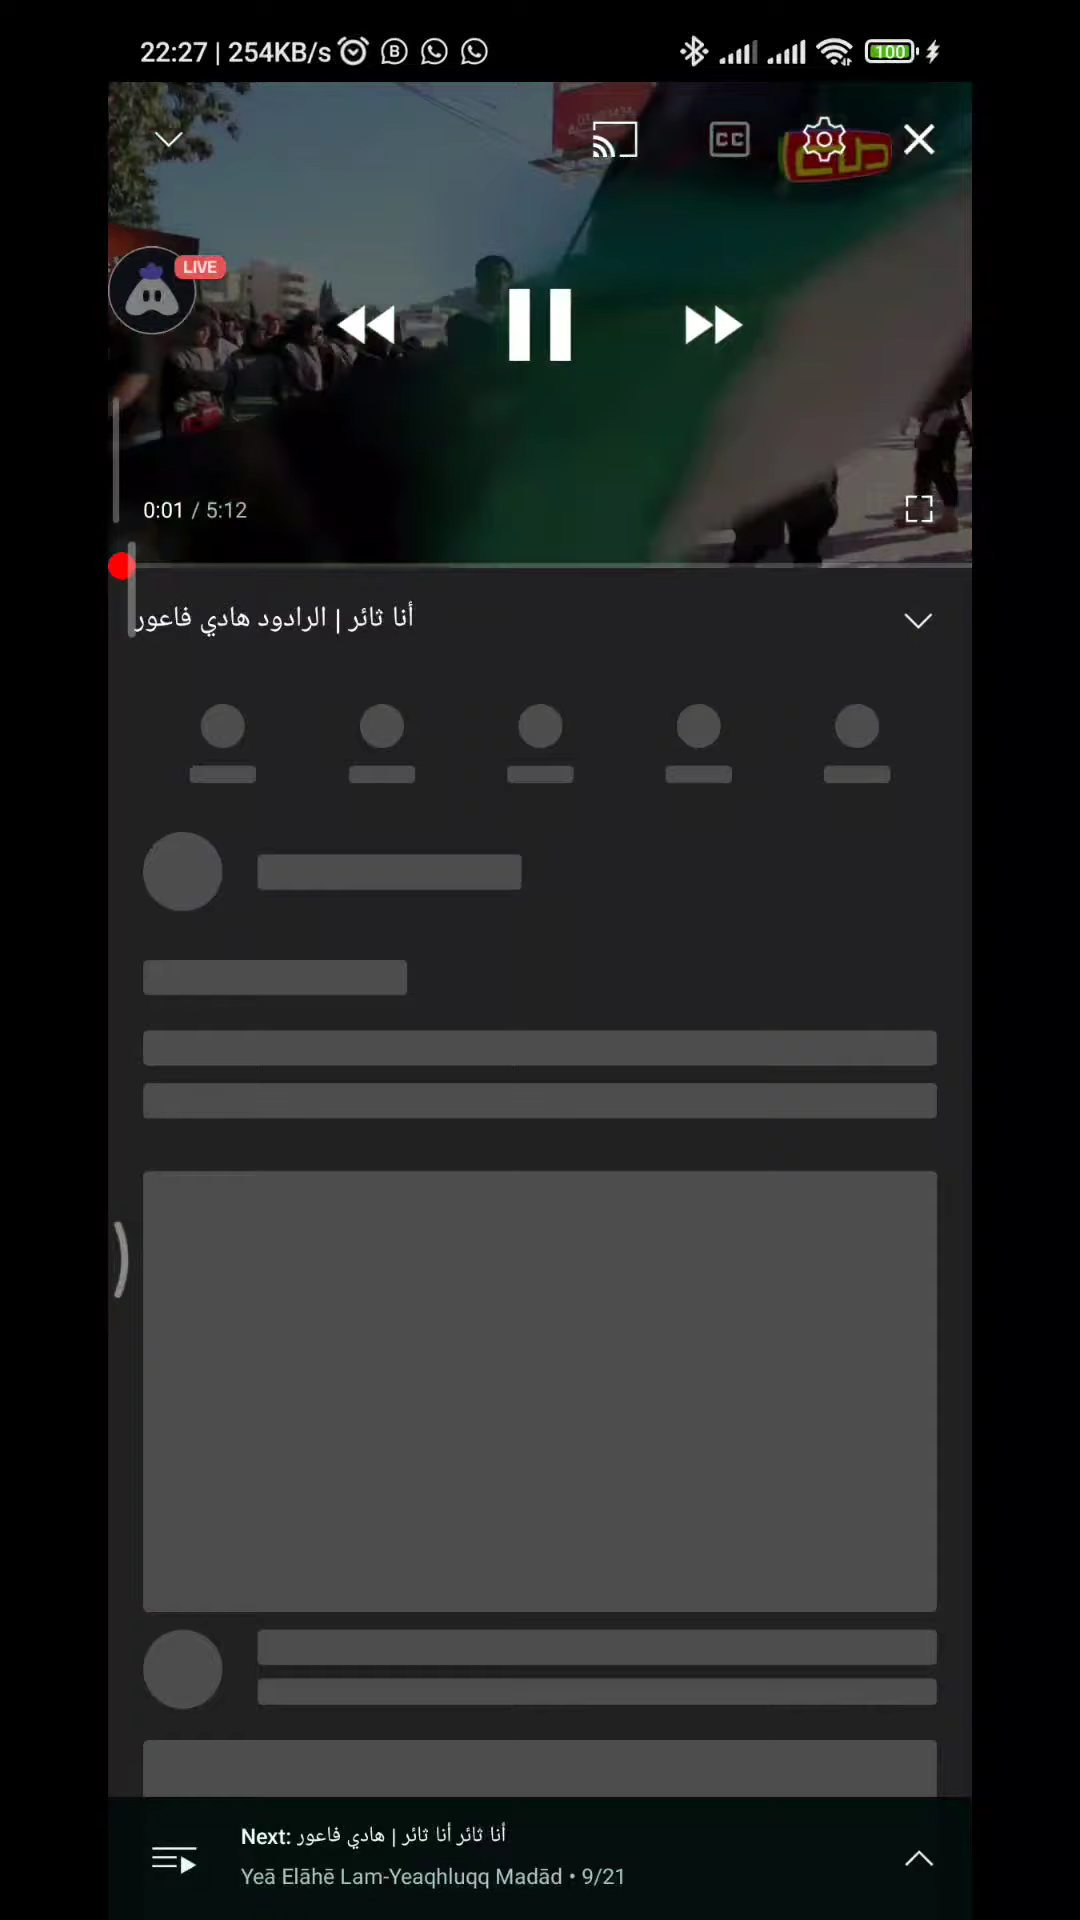 22:27 | 254KB/s
100
CC
LIVE
0:01 / 5:12
أنا ثائر | الرادود هادي فاعور
Next: أنا ثائر أنا ثائر | هادي فاعور
Yeā Elāhē Lam-Yeaqhluqq Madād • 9/21